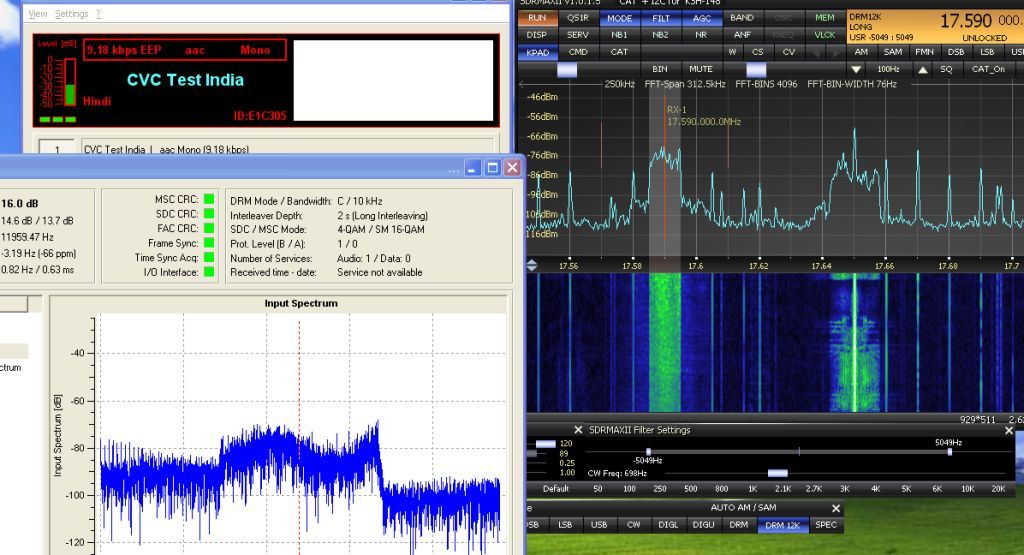 View Settings ?
Level [dB]
0
-10
-20
-30
-40
-50
9.18 kbps EEP aac Mono
CVC Test India
Hindi
ID:E1C305
1 CVC Test India | aac Mono (9.18 kbps)
16.0 dB
14.6 dB / 13.7 dB
11959.47 Hz
-3.19 Hz (-66 ppm)
0.82 Hz / 0.63 ms
MSC CRC:
SDC CRC:
FAC CRC:
Frame Sync:
Time Sync Acq:
I/O Interface:
DRM Mode / Bandwidth: C / 10 kHz
Interleaver Depth: 2 s (Long Interleaving)
SDC / MSC Mode: 4-QAM / SM 16-QAM
Prot. Level (B / A): 1 / 0
Number of Services: Audio: 1 / Data: 0
Received time - date: Service not available
ctrum
Input Spectrum
Input Spectrum [dB]
-40
-60
-80
-100
-120
SDRMAXII V1.0.1.5 CAT + I2C for KSH-148
RUN QS1R MODE FILT AGC BAND OSC MEM
DISP SERV NB1 NB2 NR ANF RXEQ VLCK
KPAD CMD CAT W CS CV
DRM12K 17.590 000
LONG
USR -5049 : 5049 UNLOCKED
AM SAM FMN DSB LSB US
100Hz SQ CAT_On
BIN MUTE
250kHz FFT-Span 312.5kHz FFT-BINS 4096 FFT-BIN-WIDTH 76Hz
-46dBm
-56dBm
-66dBm
-76dBm
-86dBm
-96dBm
-106dBm
-116dBm
RX-1
17.590.000.0MHz
17.56 17.58 17.6 17.62 17.64 17.66 17.68 17.7
929*511 2.6
SDRMAXII Filter Settings
120
89
0.25
1.00
-5049Hz
5049Hz
CW Freq: 698Hz
Default 50 100 250 500 800 1K 2.1K 2.7K 3K 4K 5K 6K 10K 20K
e AUTO AM / SAM
DSB LSB USB CW DIGL DIGU DRM DRM 12K SPEC